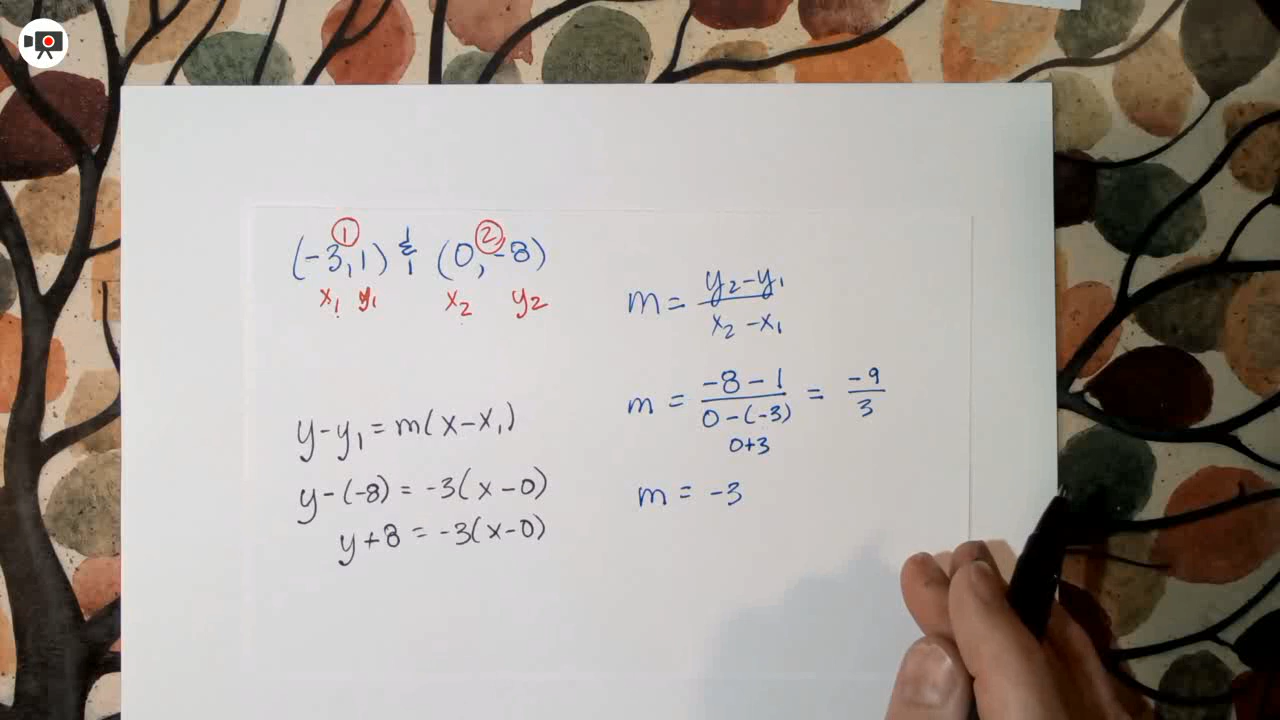 ① ②
(-3, 1) & (0, -8)
x₁ y₁ x₂ y₂
y - y₁ = m(x - x₁)
y - (-8) = -3(x - 0)
y + 8 = -3(x - 0)
m = (y₂ - y₁)/(x₂ - x₁)
m = (-8 - 1)/(0 - (-3)) = -9/3
0+3
m = -3